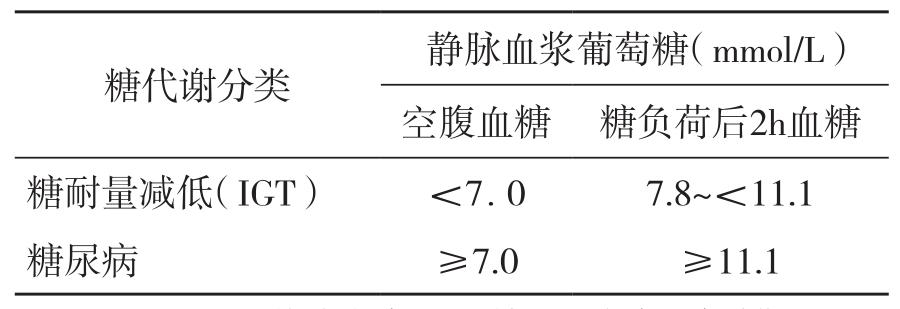 糖代谢分类
静脉血浆葡萄糖(mmol/L)
空腹血糖 糖负荷后2h血糖
糖耐量减低(IGT) <7. 0 7.8~<11.1
糖尿病 ≥7.0 ≥11.1